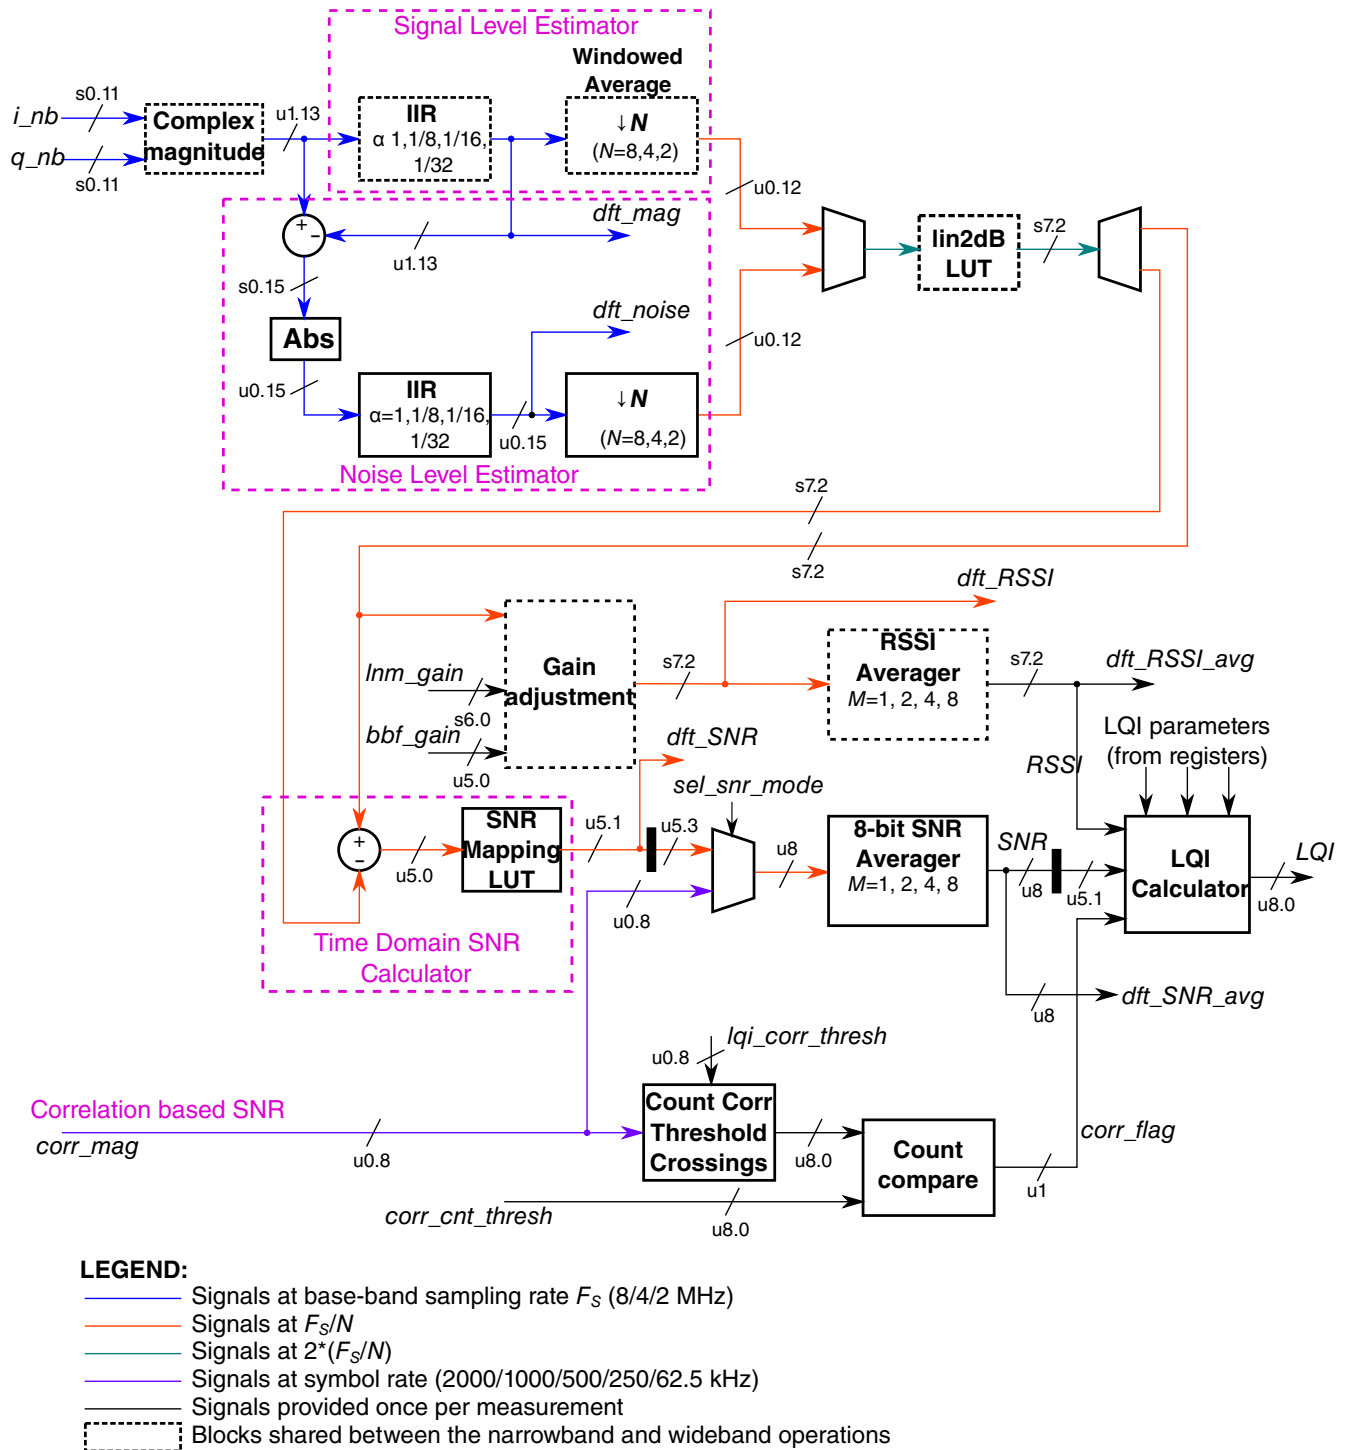 Signal Level Estimator
Windowed
Average
s0.11
i_nb
Complex
magnitude
u1.13
IIR
α 1,1/8,1/16,
1/32
↓N
(N=8,4,2)
q_nb
s0.11
u0.12
+
−
dft_mag
u1.13
lin2dB
LUT
s7.2
s0.15
dft_noise
Abs
u0.12
u0.15
IIR
α=1,1/8,1/16,
1/32
u0.15
↓N
(N=8,4,2)
Noise Level Estimator
s7.2
s7.2
dft_RSSI
lnm_gain
s6.0
bbf_gain
u5.0
Gain
adjustment
s7.2
RSSI
Averager
M=1, 2, 4, 8
s7.2
dft_RSSI_avg
LQI parameters
(from registers)
RSSI
dft_SNR
sel_snr_mode
+
−
u5.0
SNR
Mapping
LUT
u5.1
u5.3
u0.8
u8
8-bit SNR
Averager
M=1, 2, 4, 8
SNR
u8
u5.1
LQI
Calculator
LQI
u8.0
Time Domain SNR
Calculator
u8
dft_SNR_avg
u0.8
lqi_corr_thresh
Correlation based SNR
corr_mag
u0.8
Count Corr
Threshold
Crossings
u8.0
Count
compare
corr_flag
u1
corr_cnt_thresh
u8.0
LEGEND:
Signals at base-band sampling rate FS (8/4/2 MHz)
Signals at FS/N
Signals at 2*(FS/N)
Signals at symbol rate (2000/1000/500/250/62.5 kHz)
Signals provided once per measurement
Blocks shared between the narrowband and wideband operations